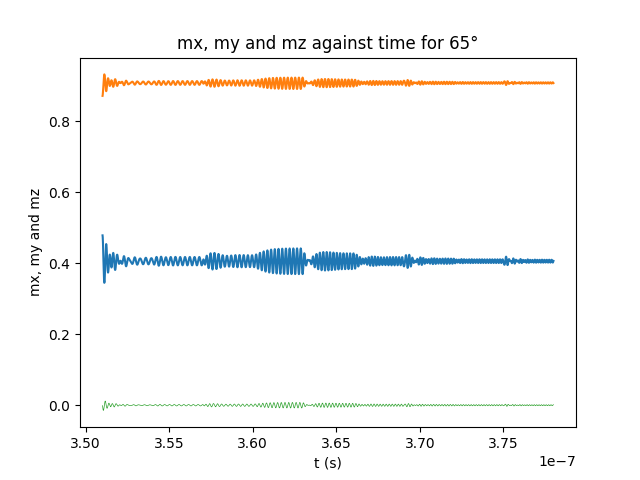 mx, my and mz against time for 65°
mx, my and mz
0.8
0.6
0.4
0.2
0.0
3.50 3.55 3.60 3.65 3.70 3.75
t (s)
1e−7